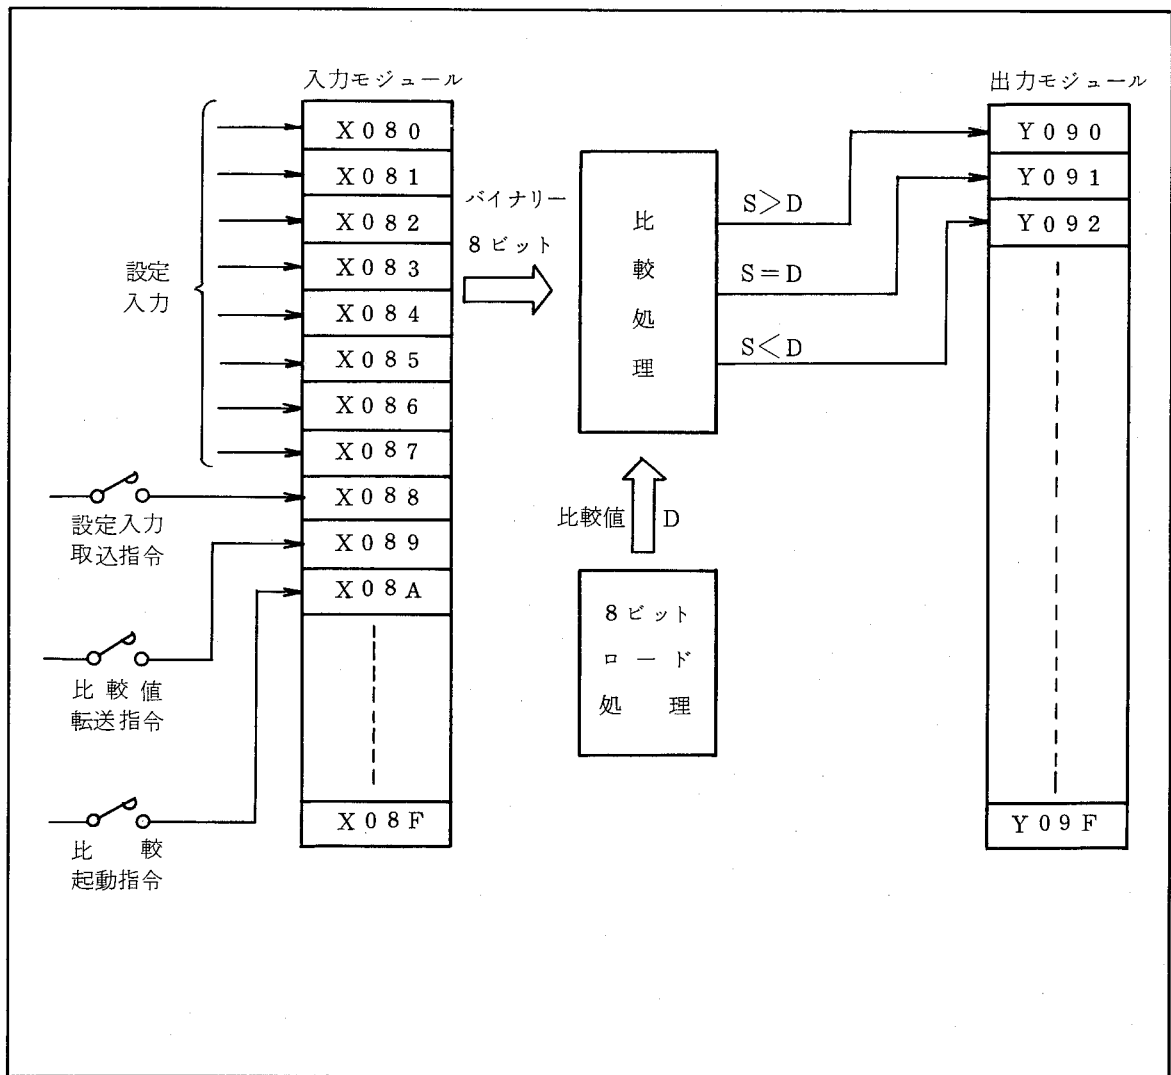 入力モジュール
X080
X081
X082
X083
X084
X085
X086
X087
X088
X089
X08A
X08F
設定
入力
設定入力
取込指令
比較値
転送指令
比較
起動指令
バイナリー
8ビット
比較処理
S>D
S=D
S<D
比較値 D
8ビット
ロード
処理
出力モジュール
Y090
Y091
Y092
Y09F